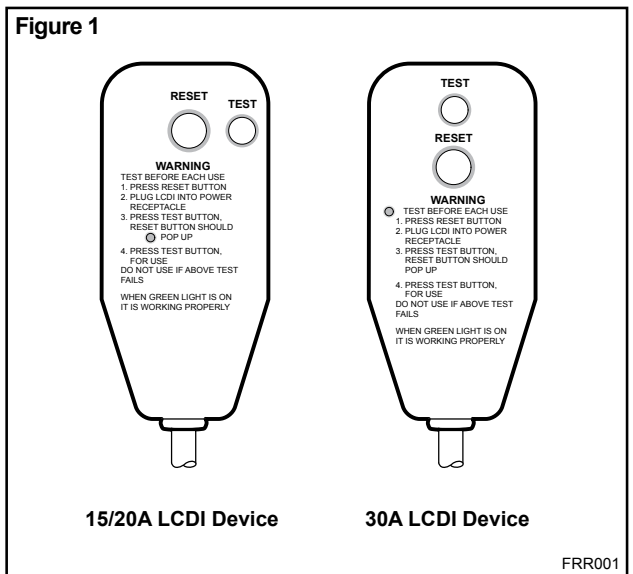 Figure 1
RESET
TEST
WARNING
TEST BEFORE EACH USE
1. PRESS RESET BUTTON
2. PLUG LCDI INTO POWER
RECEPTACLE
3. PRESS TEST BUTTON,
RESET BUTTON SHOULD
POP UP
4. PRESS TEST BUTTON,
FOR USE
DO NOT USE IF ABOVE TEST
FAILS
WHEN GREEN LIGHT IS ON
IT IS WORKING PROPERLY
15/20A LCDI Device
TEST
RESET
WARNING
TEST BEFORE EACH USE
1. PRESS RESET BUTTON
2. PLUG LCDI INTO POWER
RECEPTACLE
3. PRESS TEST BUTTON,
RESET BUTTON SHOULD
POP UP
4. PRESS TEST BUTTON,
FOR USE
DO NOT USE IF ABOVE TEST
FAILS
WHEN GREEN LIGHT IS ON
IT IS WORKING PROPERLY
30A LCDI Device
FRR001